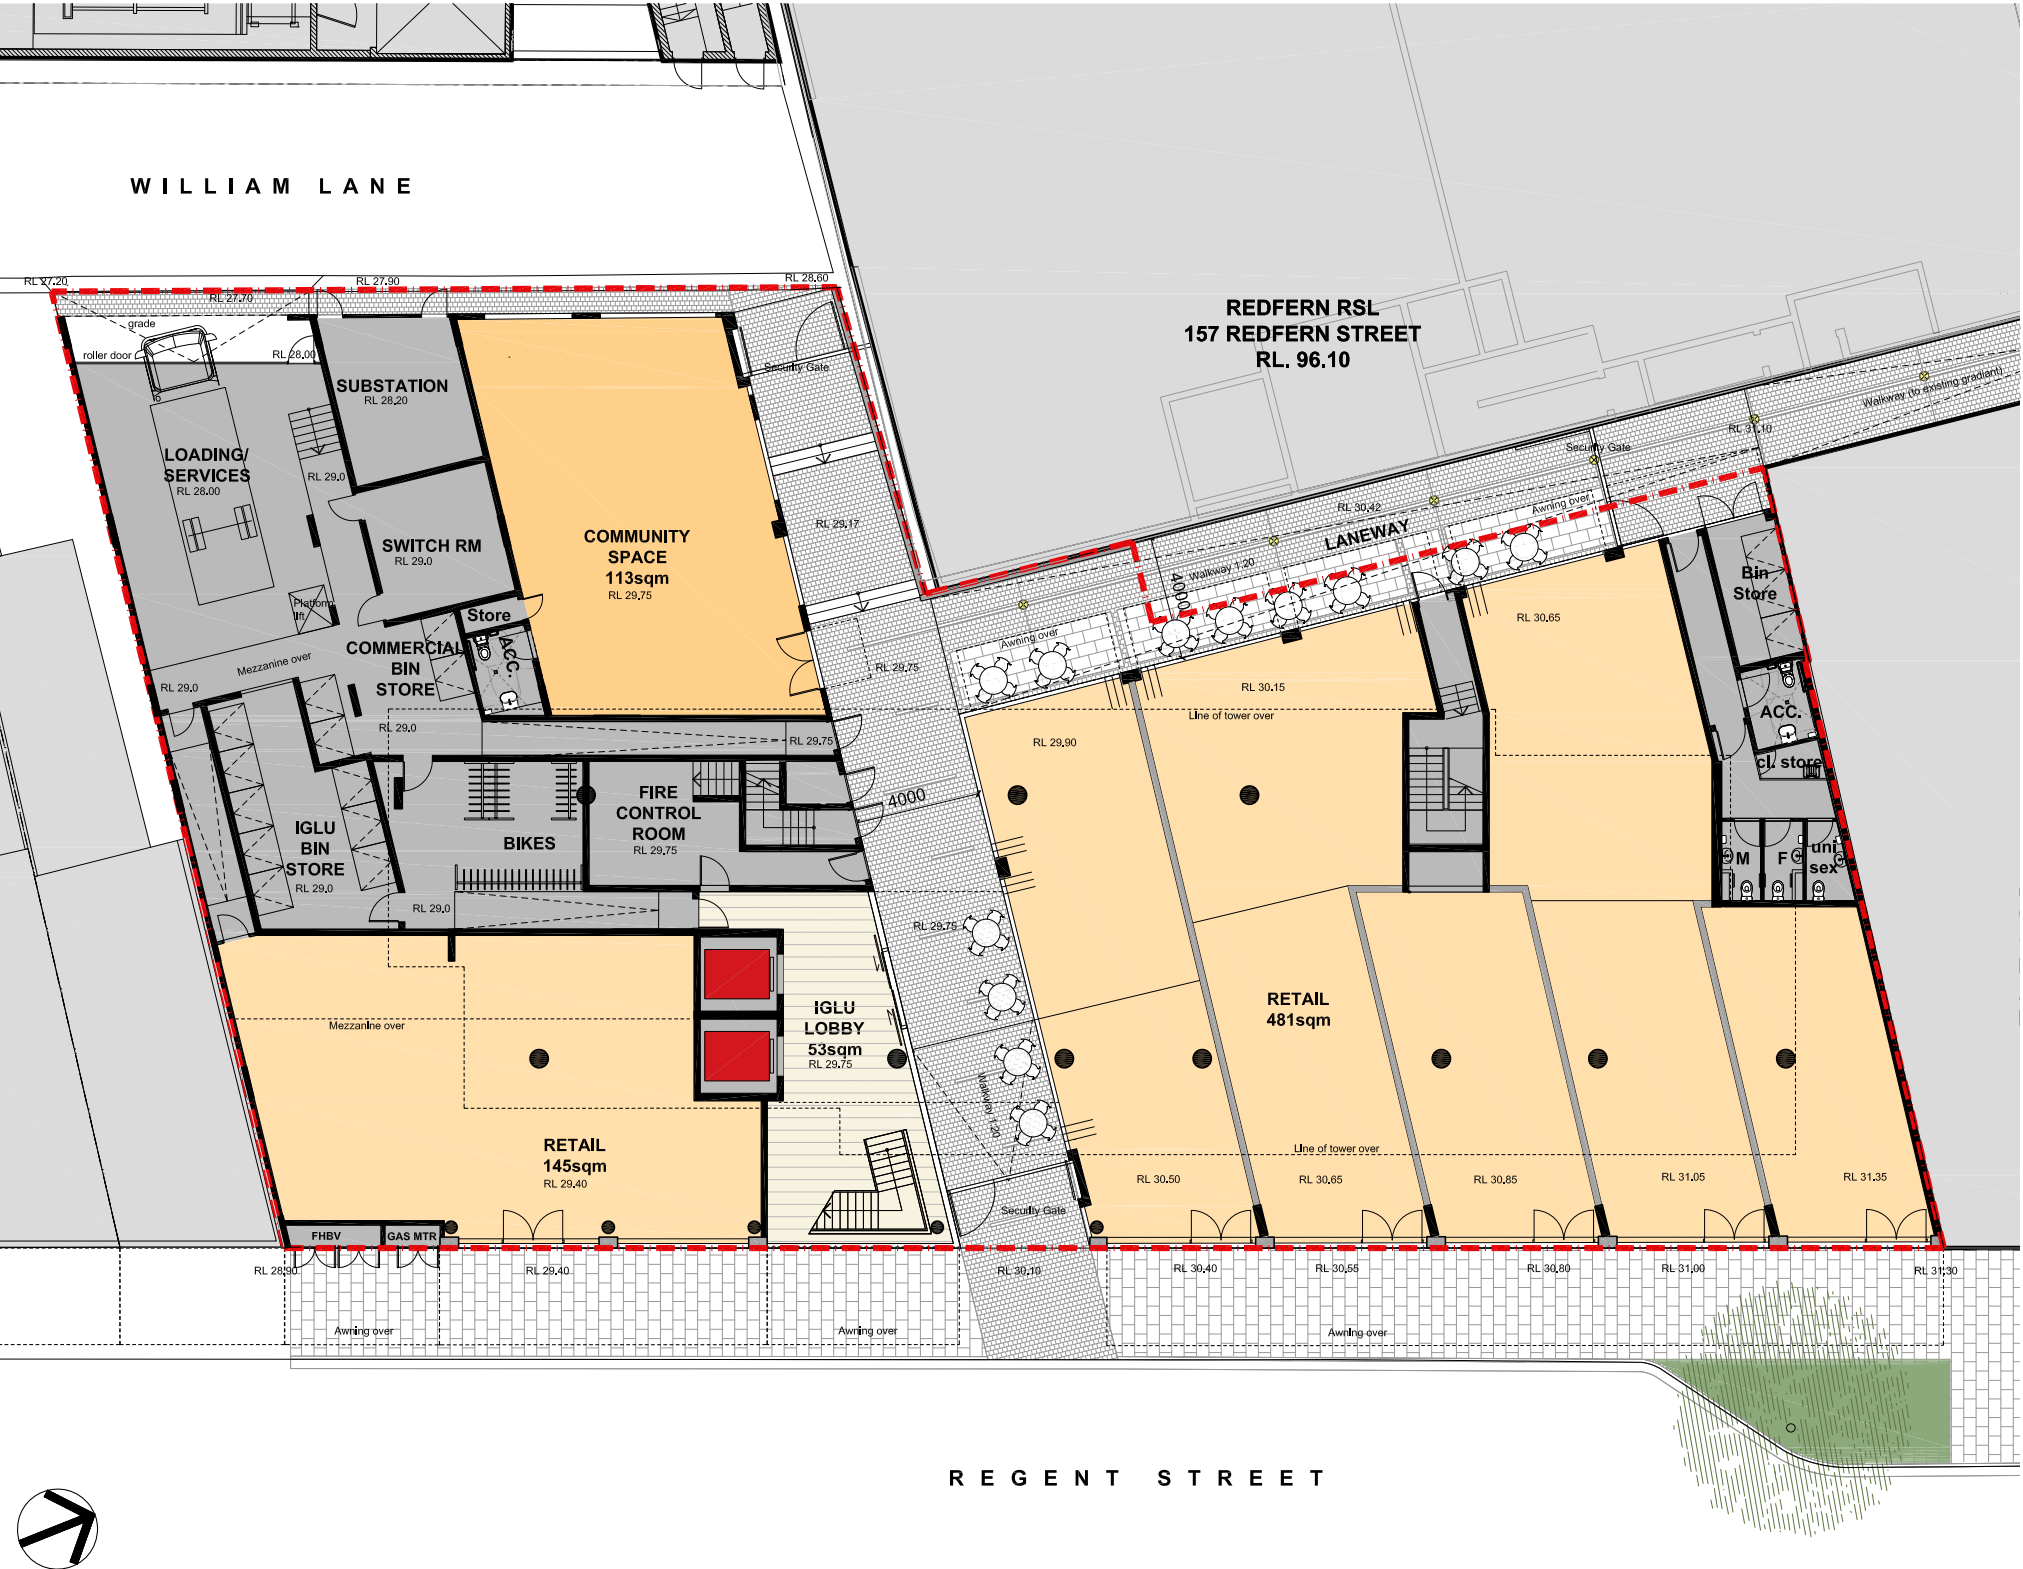 WILLIAM LANE
RL 27.20
RL 27.70
RL 27.90
RL 28.60
grade
roller door
RL 28.00
SUBSTATION
RL 28.20
Security Gate
LOADING/
SERVICES
RL 28.00
RL 29.0
SWITCH RM
RL 29.0
COMMUNITY
SPACE
113sqm
RL 29.75
RL 29.17
Platform
lift
Store
ACC.
COMMERCIAL
BIN
STORE
Mezzanine over
RL 29.0
RL 29.0
RL 29.75
RL 29.75
REDFERN RSL
157 REDFERN STREET
RL. 96.10
Walkway (to existing gradiant)
RL 31.10
Security Gate
Awning over
RL 30.42
LANEWAY
Walkway 1:20
4000
Awning over
RL 30.65
Bin
Store
ACC.
cl. store
RL 30.15
Line of tower over
RL 29.90
IGLU
BIN
STORE
RL 29.0
BIKES
FIRE
CONTROL
ROOM
RL 29.75
4000
M
F
uni
sex
RL 29.0
RL 29.75
Mezzanine over
IGLU
LOBBY
53sqm
RL 29.75
RETAIL
481sqm
Walkway 1:20
RETAIL
145sqm
RL 29.40
Line of tower over
RL 30.50
RL 30.65
RL 30.85
RL 31.05
RL 31.35
Security Gate
FHBV
GAS MTR
RL 28.90
RL 29.40
RL 30.10
RL 30.40
RL 30.55
RL 30.80
RL 31.00
RL 31.30
Awning over
Awning over
Awning over
REGENT STREET